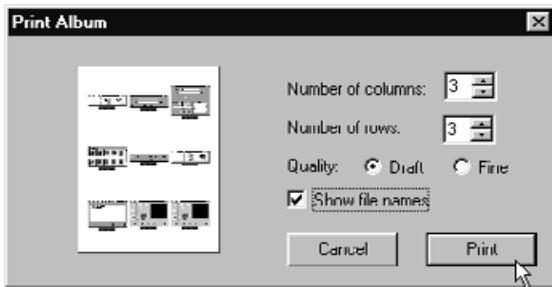 Print Album
Number of columns: 3
Number of rows: 3
Quality: Draft Fine
Show file names
Cancel Print